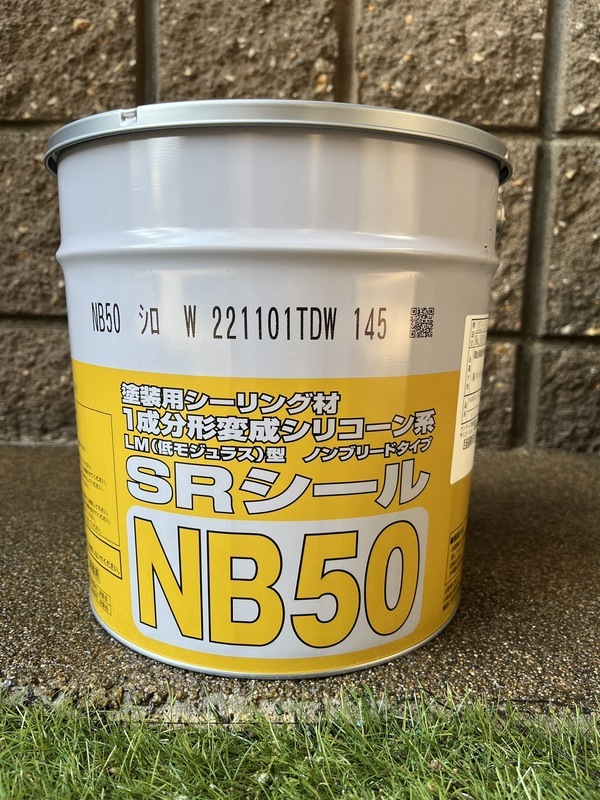 NB50 シロ W 221101TDW 145
塗装用シーリング材
1成分形変成シリコーン系
LM(低モジュラス)型 ノンブリードタイプ
SRシール
NB50